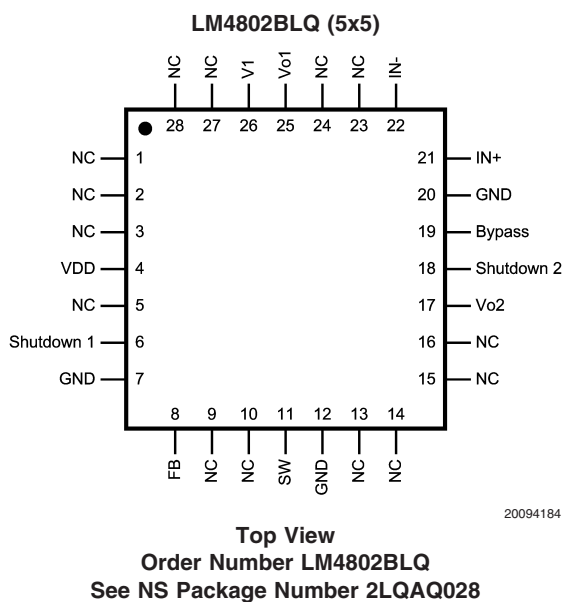 LM4802BLQ (5x5)
NC NC V1 Vo1 NC NC IN-
28 27 26 25 24 23 22
NC 1 21 IN+
NC 2 20 GND
NC 3 19 Bypass
VDD 4 18 Shutdown 2
NC 5 17 Vo2
Shutdown 1 6 16 NC
GND 7 15 NC
8 9 10 11 12 13 14
FB NC NC SW GND NC NC
20094184
Top View
Order Number LM4802BLQ
See NS Package Number 2LQAQ028